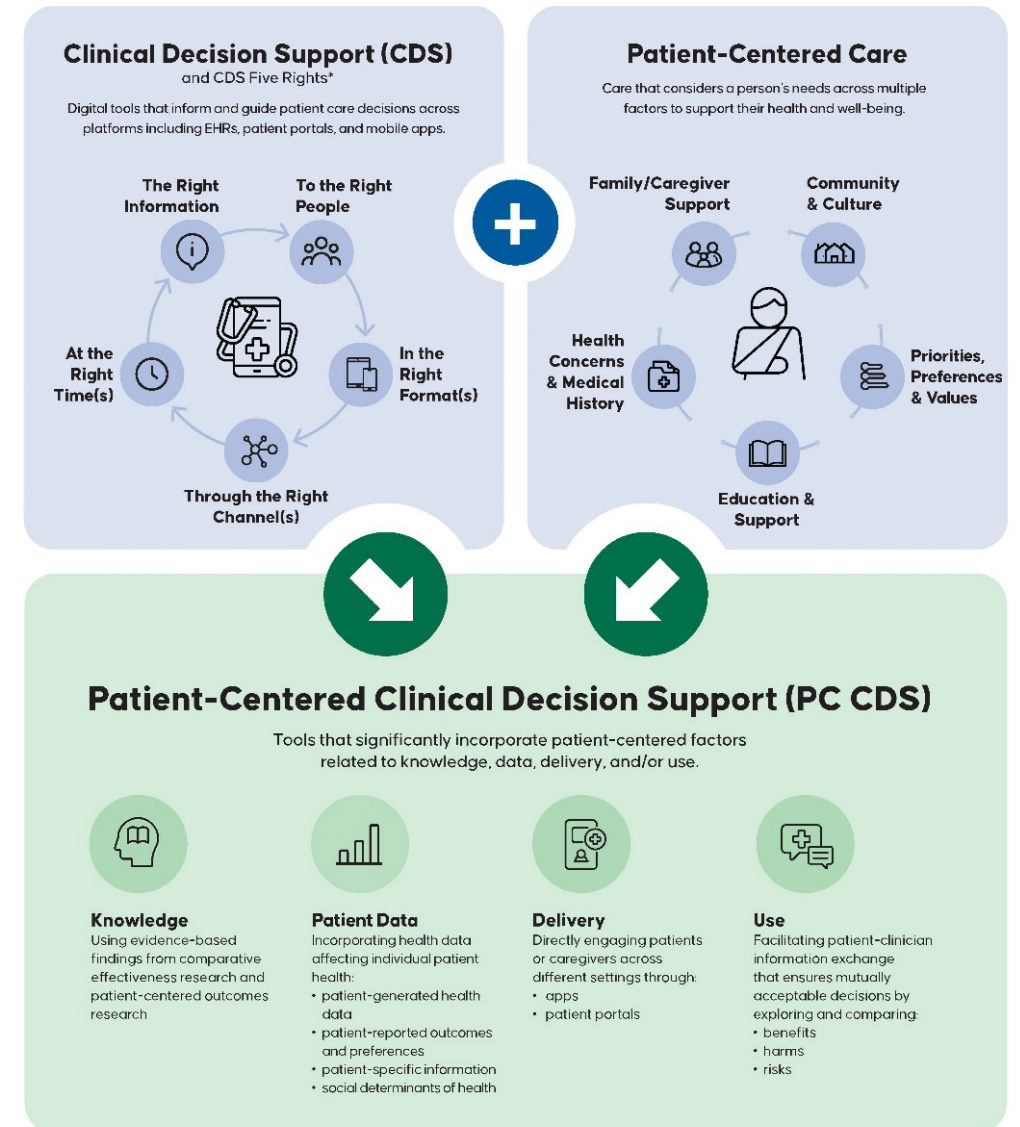 Clinical Decision Support (CDS)
and CDS Five Rights*
Digital tools that inform and guide patient care decisions across
platforms including EHRs, patient portals, and mobile apps.
The Right
Information
To the Right
People
In the
Right
Format(s)
Through the Right
Channel(s)
At the
Right
Time(s)
Patient-Centered Care
Care that considers a person's needs across multiple
factors to support their health and well-being.
Family/Caregiver
Support
Community
& Culture
Priorities,
Preferences
& Values
Education &
Support
Health
Concerns
& Medical
History
Patient-Centered Clinical Decision Support (PC CDS)
Tools that significantly incorporate patient-centered factors
related to knowledge, data, delivery, and/or use.
Knowledge
Using evidence-based
findings from comparative
effectiveness research and
patient-centered outcomes
research
Patient Data
Incorporating health data
affecting individual patient
health:
• patient-generated health
data
• patient-reported outcomes
and preferences
• patient-specific information
• social determinants of health
Delivery
Directly engaging patients
or caregivers across
different settings through:
• apps
• patient portals
Use
Facilitating patient-clinician
information exchange
that ensures mutually
acceptable decisions by
exploring and comparing:
• benefits
• harms
• risks